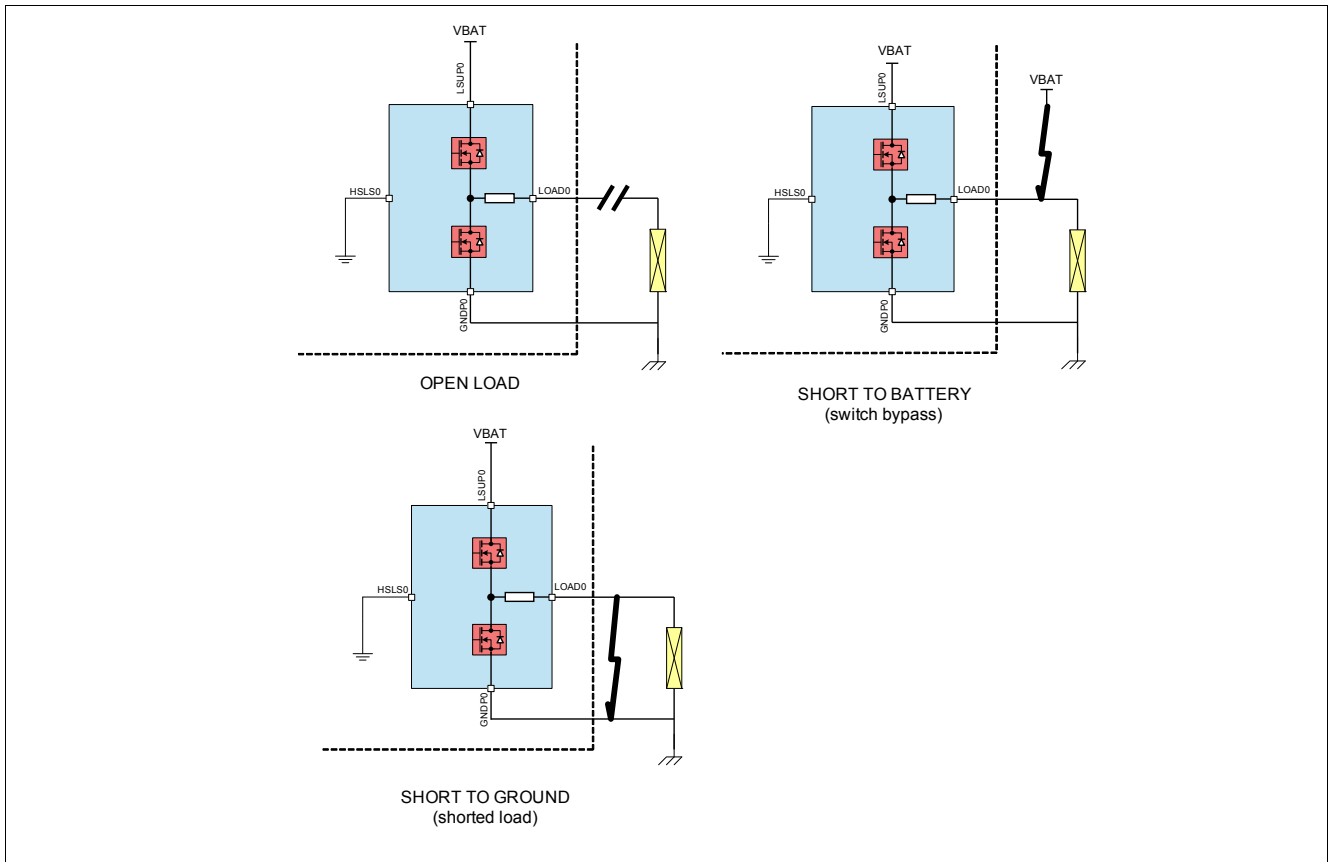 VBAT
LSUP0
HSLS0
LOAD0
GNDP0
OPEN LOAD
VBAT
LSUP0
VBAT
HSLS0
LOAD0
GNDP0
SHORT TO BATTERY
(switch bypass)
VBAT
LSUP0
HSLS0
LOAD0
GNDP0
SHORT TO GROUND
(shorted load)